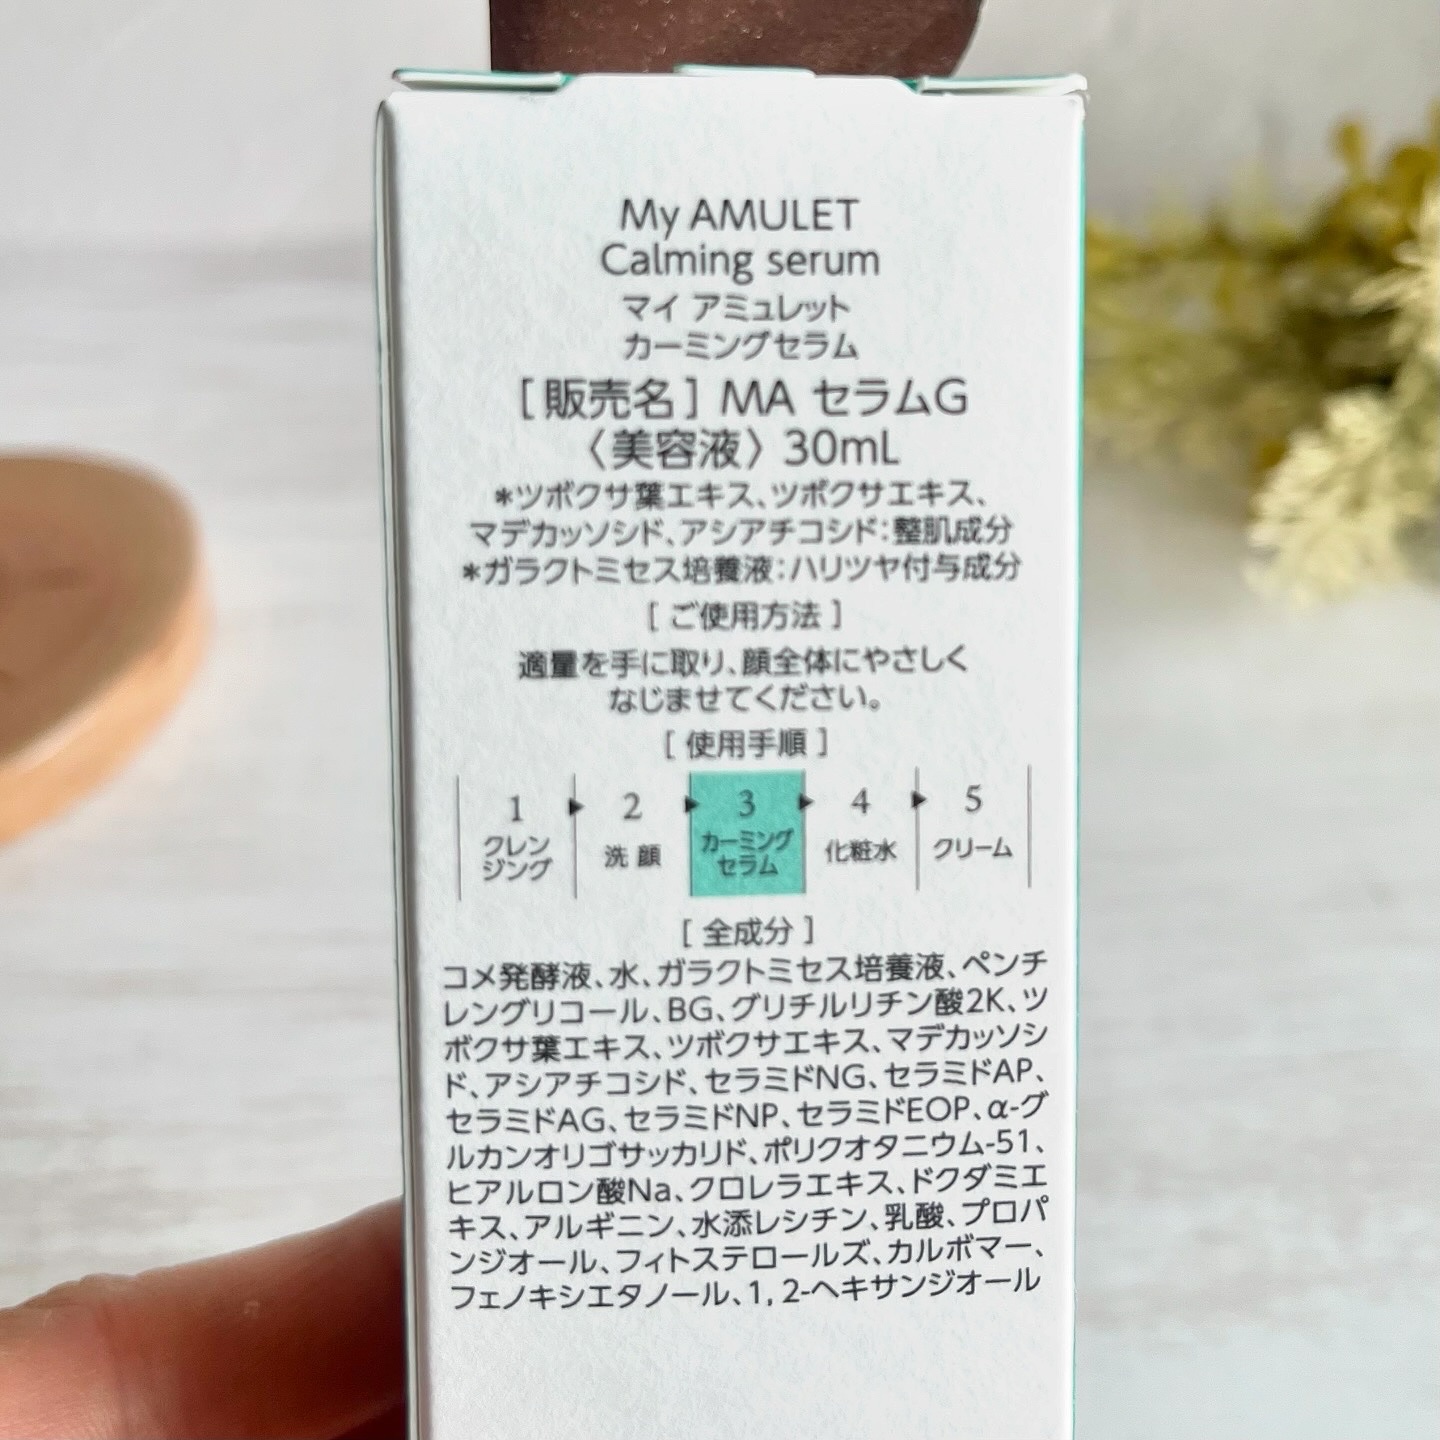 My AMULET
Calming serum
マイ アミュレット
カーミングセラム
[販売名] MA セラムG
〈美容液〉30mL
*ツボクサ葉エキス、ツボクサエキス、
マデカッソシド、アシアチコシド：整肌成分
*ガラクトミセス培養液：ハリツヤ付与成分
[ ご使用方法 ]
適量を手に取り、顔全体にやさしく
なじませてください。
[ 使用手順 ]
1 ▶ 2 ▶ 3 ▶ 4 ▶ 5
クレン
ジング
洗 顔
カーミング
セラム
化粧水
クリーム
[ 全成分 ]
コメ発酵液、水、ガラクトミセス培養液、ペンチ
レングリコール、BG、グリチルリチン酸2K、ツ
ボクサ葉エキス、ツボクサエキス、マデカッソシ
ド、アシアチコシド、セラミドNG、セラミドAP、
セラミドAG、セラミドNP、セラミドEOP、α-グ
ルカンオリゴサッカリド、ポリクオタニウム-51、
ヒアルロン酸Na、クロレラエキス、ドクダミエ
キス、アルギニン、水添レシチン、乳酸、プロパ
ンジオール、フィトステロールズ、カルボマー、
フェノキシエタノール、1, 2-ヘキサンジオール